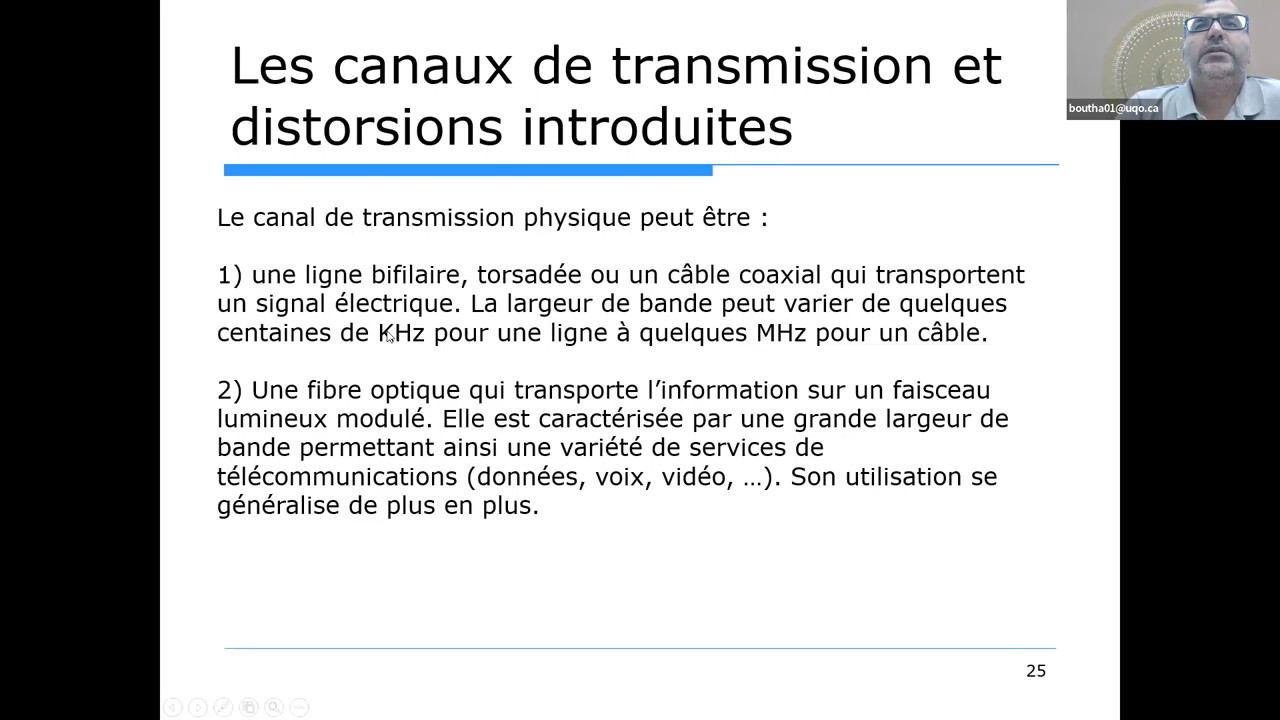 Les canaux de transmission et
distorsions introduites
boutha01@uqo.ca
Le canal de transmission physique peut être :
1) une ligne bifilaire, torsadée ou un câble coaxial qui transportent
un signal électrique. La largeur de bande peut varier de quelques
centaines de KHz pour une ligne à quelques MHz pour un câble.
2) Une fibre optique qui transporte l’information sur un faisceau
lumineux modulé. Elle est caractérisée par une grande largeur de
bande permettant ainsi une variété de services de
télécommunications (données, voix, vidéo, …). Son utilisation se
généralise de plus en plus.
25